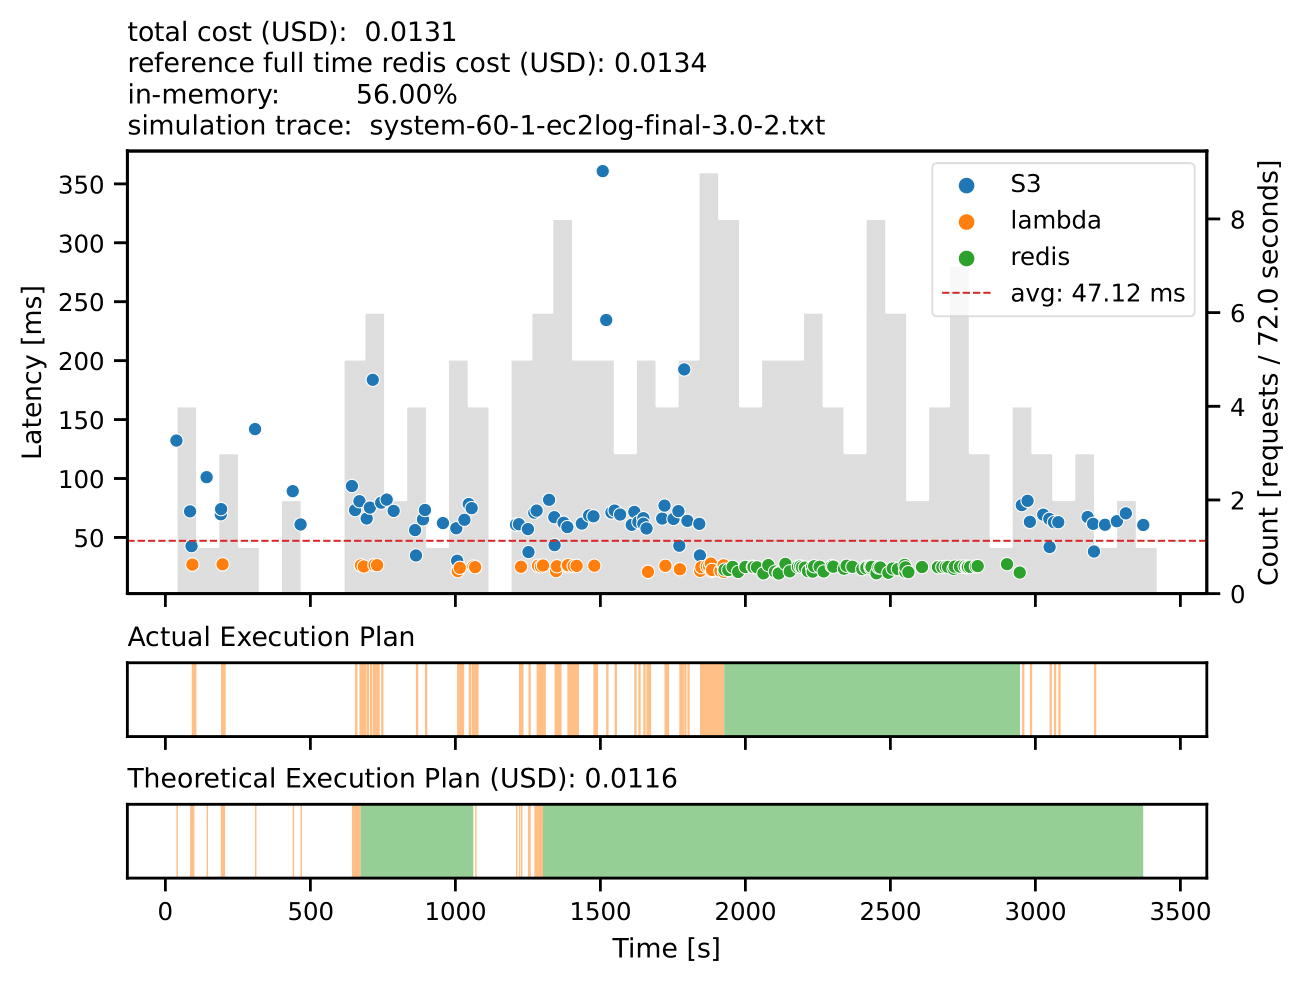 total cost (USD):  0.0131
reference full time redis cost (USD): 0.0134
in-memory:          56.00%
simulation trace:  system-60-1-ec2log-final-3.0-2.txt
350
300
250
200
150
100
50
Latency [ms]
S3
lambda
redis
avg: 47.12 ms
8
6
4
2
0
Count [requests / 72.0 seconds]
Actual Execution Plan
Theoretical Execution Plan (USD): 0.0116
0 500 1000 1500 2000 2500 3000 3500
Time [s]